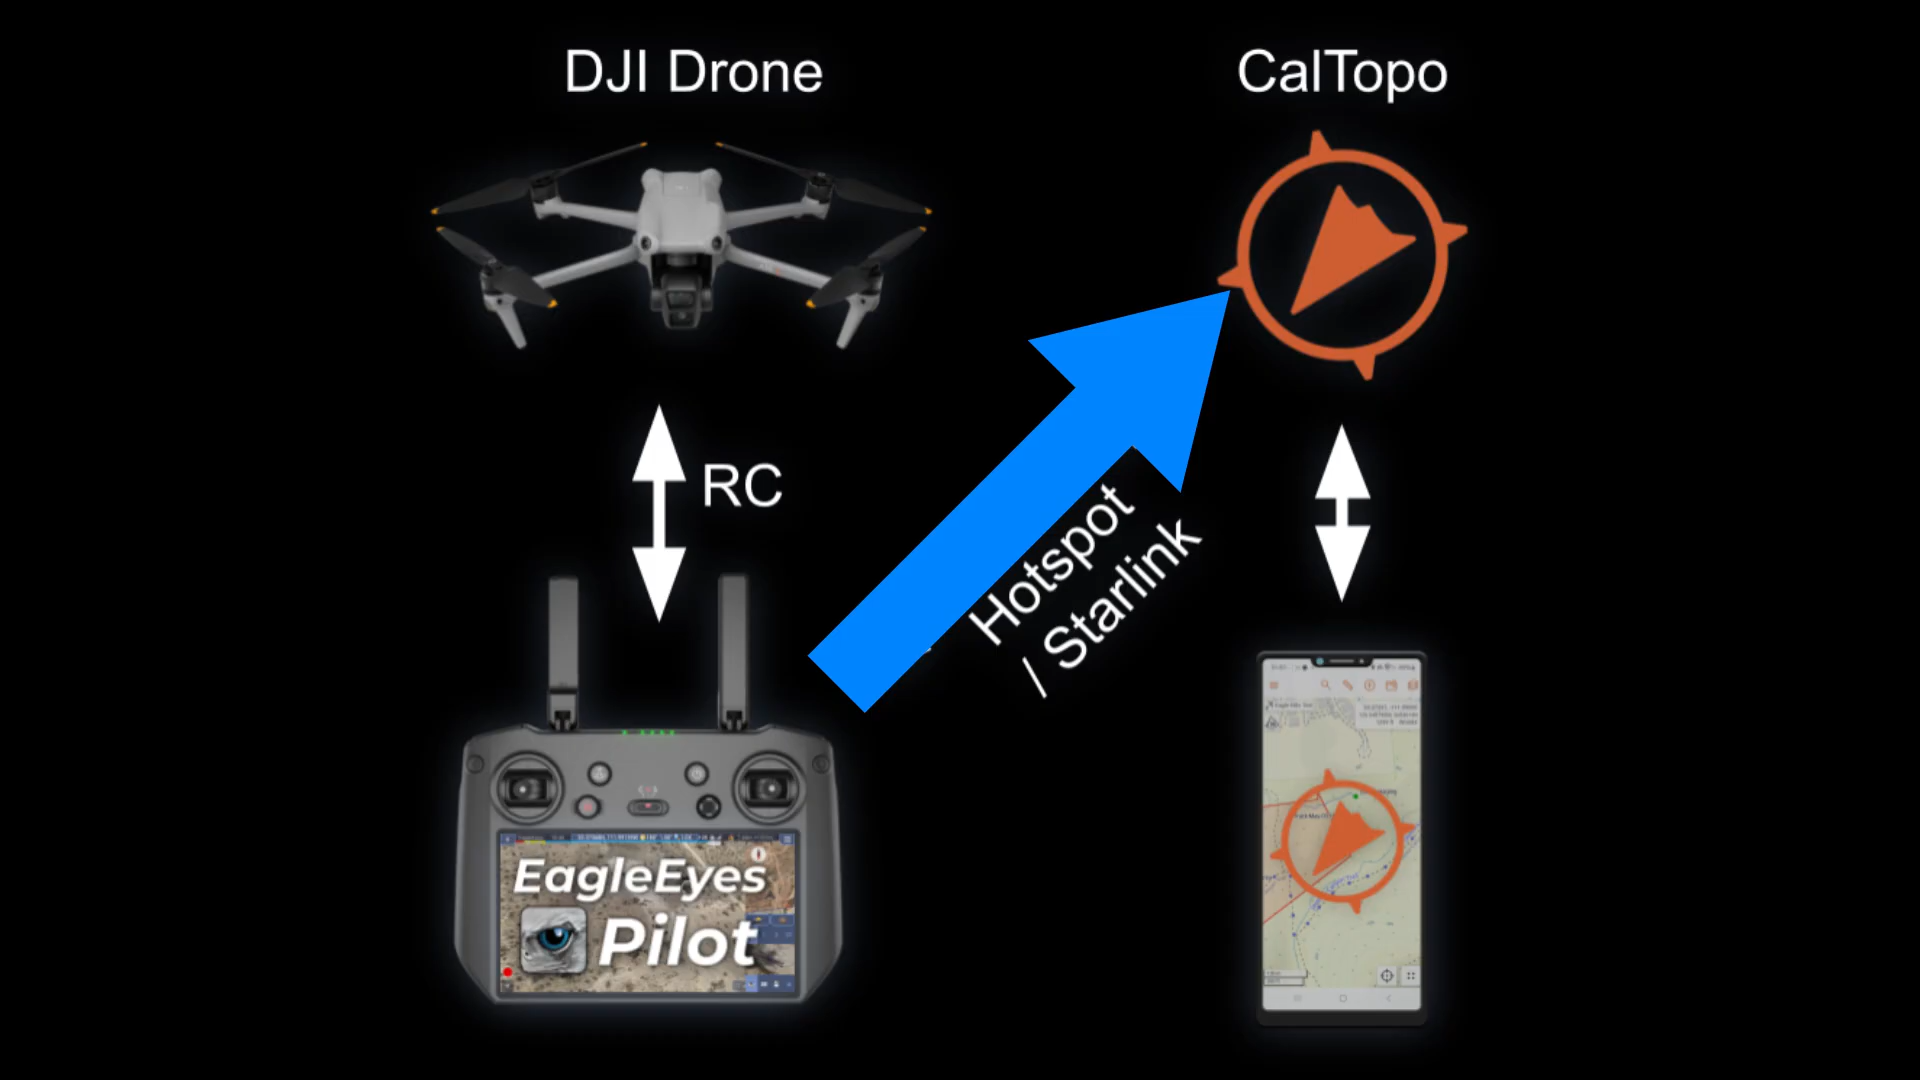 DJI Drone
CalTopo
RC
Hotspot
/ Starlink
EagleEyes
Pilot